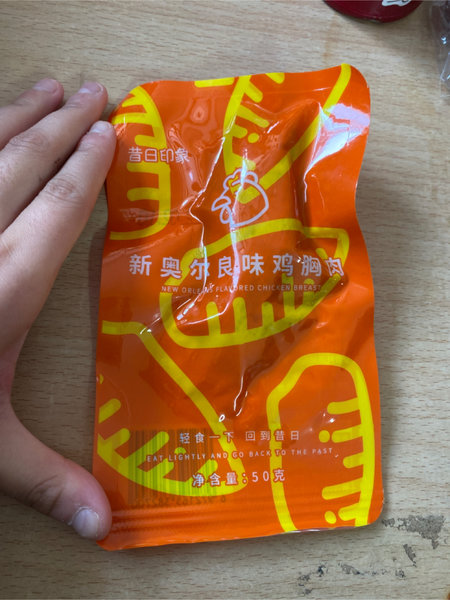 昔日印象
新奥尔良味鸡胸肉
NEW ORLEANS FLAVORED CHICKEN BREAST
轻食一下 回到昔日
EAT LIGHTLY AND GO BACK TO THE PAST
净含量:50克